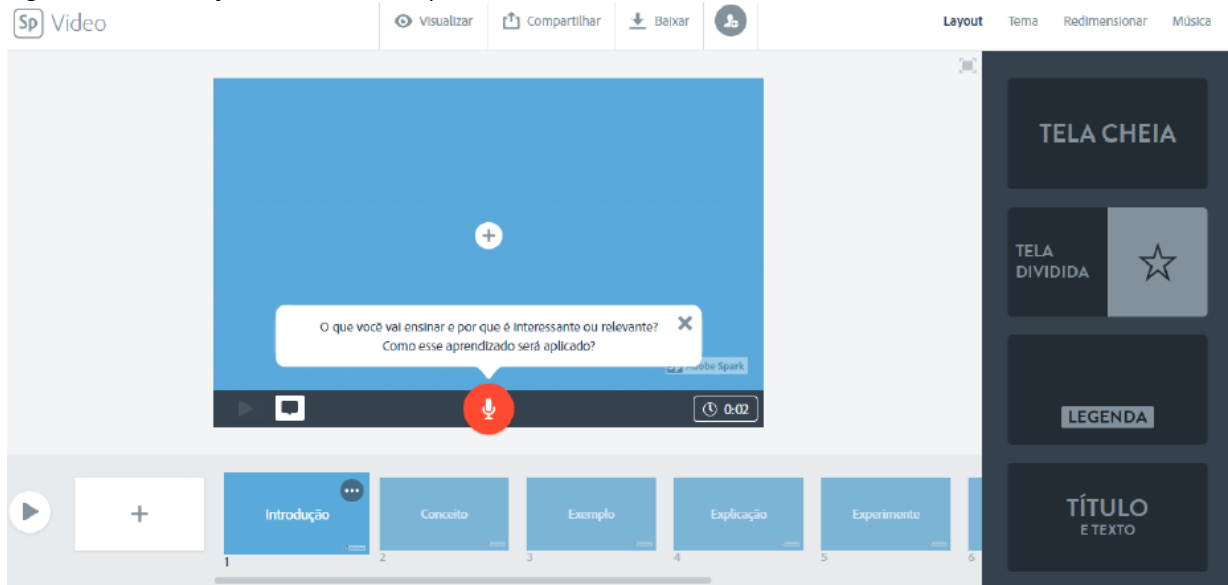 Sp Video
Visualizar
Compartilhar
Baixar
Layout
Tema
Redimensionar
Música
TELA CHEIA
TELA
DIVIDIDA
LEGENDA
TÍTULO
E TEXTO
O que você vai ensinar e por que é interessante ou relevante?
Como esse aprendizado será aplicado?
Spark
0:02
Introdução
Conceito
Exemplo
Explicação
Experimente
1
2
3
4
5
6